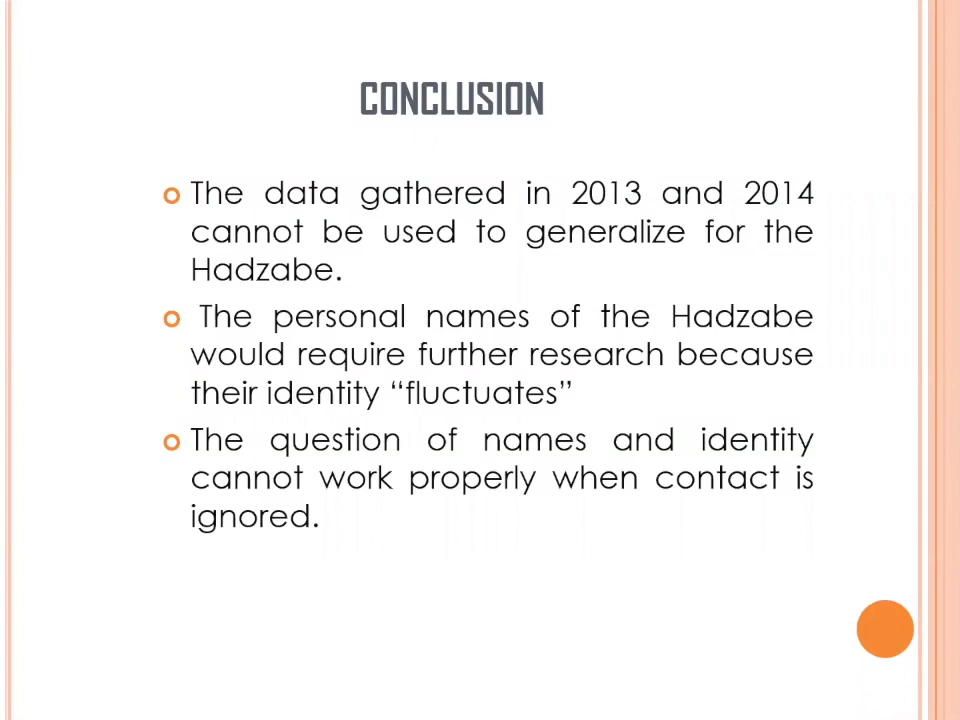 CONCLUSION
The data gathered in 2013 and 2014
cannot be used to generalize for the
Hadzabe.
The personal names of the Hadzabe
would require further research because
their identity “fluctuates”
The question of names and identity
cannot work properly when contact is
ignored.